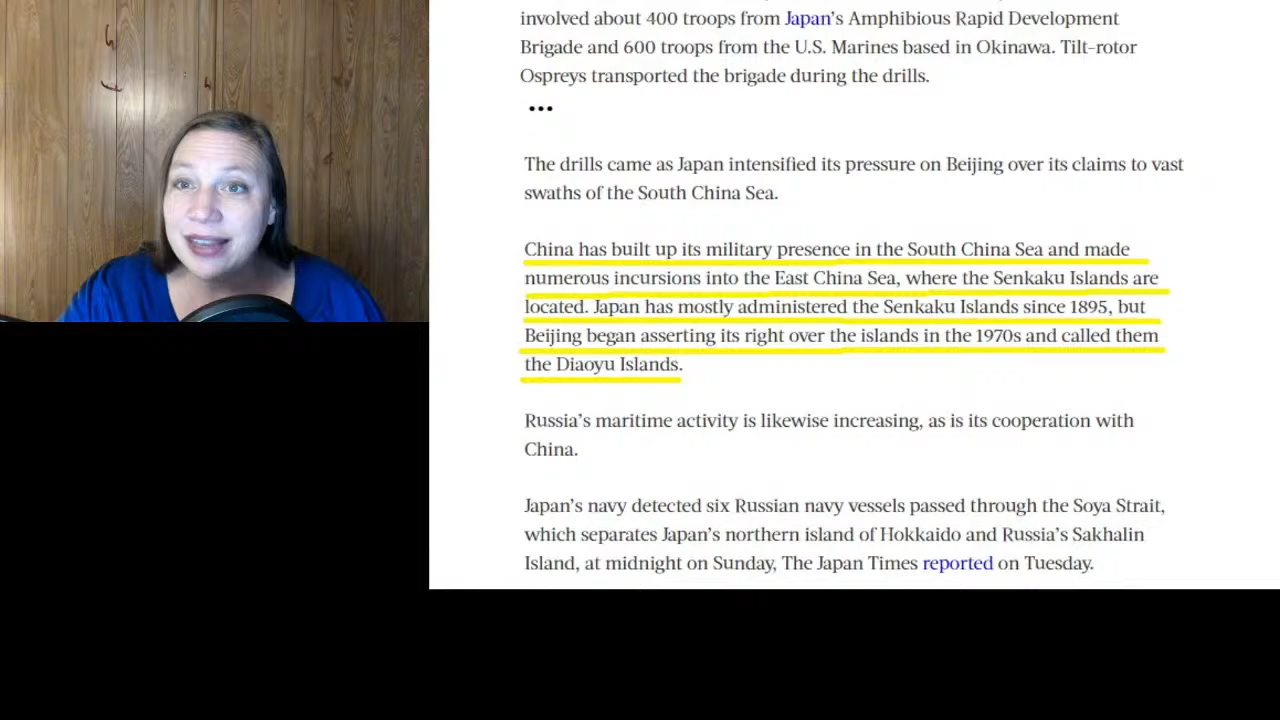 involved about 400 troops from Japan's Amphibious Rapid Development
Brigade and 600 troops from the U.S. Marines based in Okinawa. Tilt-rotor
Ospreys transported the brigade during the drills.
•••
The drills came as Japan intensified its pressure on Beijing over its claims to vast
swaths of the South China Sea.
China has built up its military presence in the South China Sea and made
numerous incursions into the East China Sea, where the Senkaku Islands are
located. Japan has mostly administered the Senkaku Islands since 1895, but
Beijing began asserting its right over the islands in the 1970s and called them
the Diaoyu Islands.
Russia's maritime activity is likewise increasing, as is its cooperation with
China.
Japan's navy detected six Russian navy vessels passed through the Soya Strait,
which separates Japan's northern island of Hokkaido and Russia's Sakhalin
Island, at midnight on Sunday, The Japan Times reported on Tuesday.